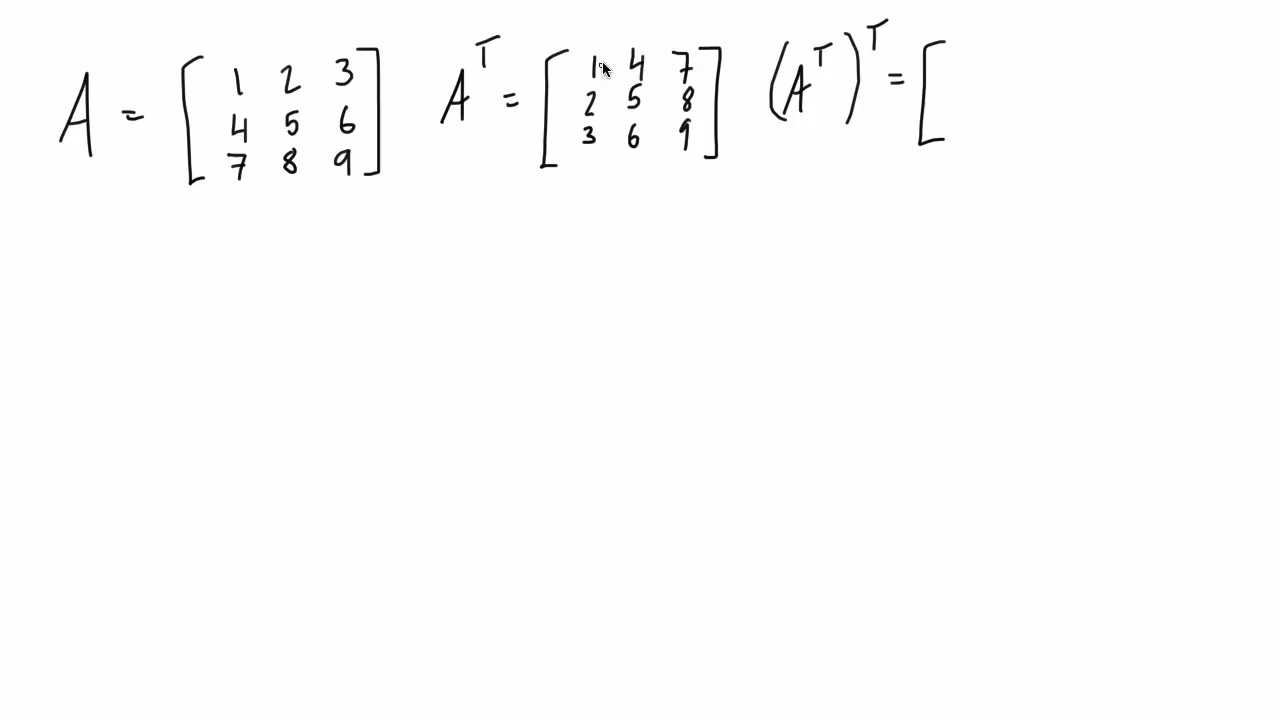 A = [ 1 2 3 A^T = [ 1 4 7 ] (A^T)^T = [
4 5 6 2 5 8
7 8 9 ] 3 6 9